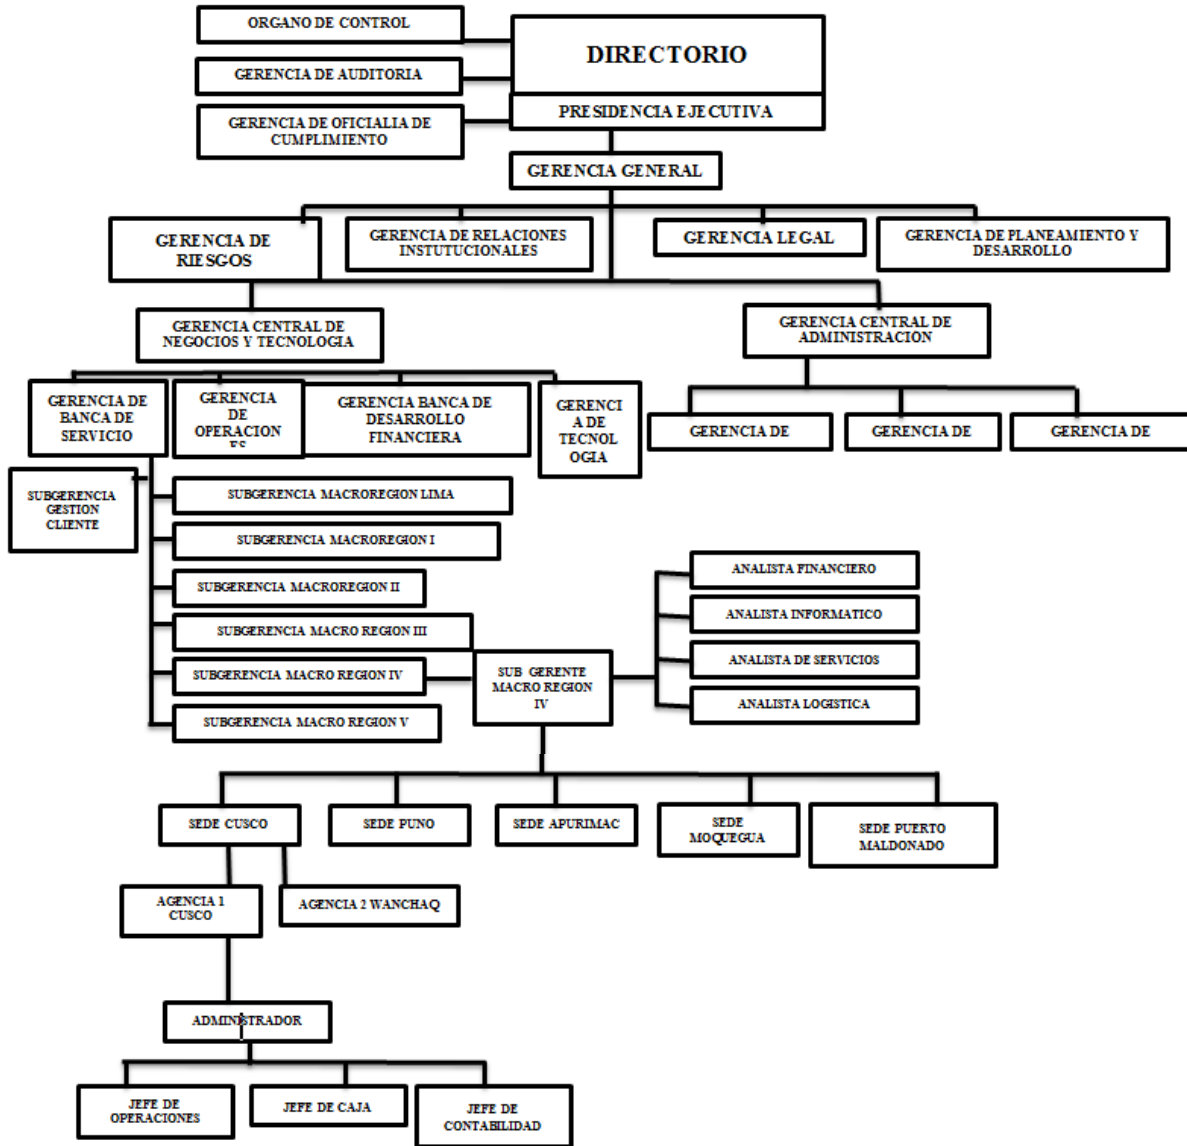 ORGANO DE CONTROL
DIRECTORIO
GERENCIA DE AUDITORIA
PRESIDENCIA EJECUTIVA
GERENCIA DE OFICIALIA DE
CUMPLIMIENTO
GERENCIA GENERAL
GERENCIA DE
RIESGOS
GERENCIA DE RELACIONES
INSTUTUCIONALES
GERENCIA LEGAL
GERENCIA DE PLANEAMIENTO Y
DESARROLLO
GERENCIA CENTRAL DE
NEGOCIOS Y TECNOLOGIA
GERENCIA CENTRAL DE
ADMINISTRACION
GERENCIA DE
BANCA DE
SERVICIO
GERENCIA
DE
OPERACION
ES
GERENCIA BANCA DE
DESARROLLO
FINANCIERA
GERENCI
A DE
TECNOL
OGIA
GERENCIA DE
GERENCIA DE
GERENCIA DE
SUBGERENCIA
GESTION
CLIENTE
SUBGERENCIA MACROREGION LIMA
SUBGERENCIA MACROREGION I
SUBGERENCIA MACROREGION II
SUBGERENCIA MACRO REGION III
SUBGERENCIA MACRO REGION IV
SUBGERENCIA MACRO REGION V
SUB GERENTE
MACRO REGION
IV
ANALISTA FINANCIERO
ANALISTA INFORMATICO
ANALISTA DE SERVICIOS
ANALISTA LOGISTICA
SEDE CUSCO
SEDE PUNO
SEDE APURIMAC
SEDE
MOQUEGUA
SEDE PUERTO
MALDONADO
AGENCIA 1
CUSCO
AGENCIA 2 WANCHAQ
ADMINISTRADOR
JEFE DE
OPERACIONES
JEFE DE CAJA
JEFE DE
CONTABILIDAD